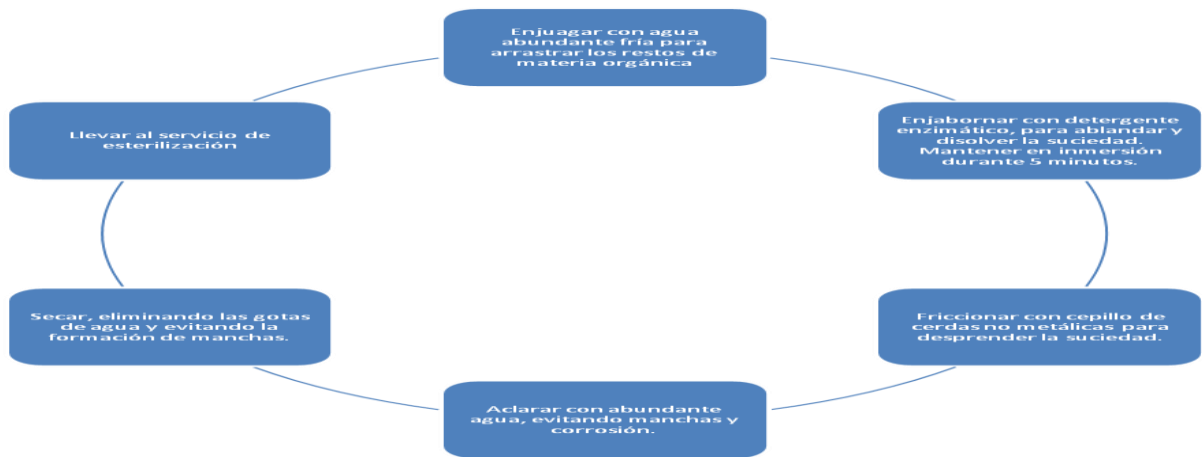 Enjuagar con agua
abundante fría para
arrastrar los restos de
materia orgánica
Enjabornar con detergente
enzimático, para ablandar y
disolver la suciedad.
Mantener en inmersión
durante 5 minutos.
Friccionar con cepillo de
cerdas no metálicas para
desprender la suciedad.
Aclarar con abundante
agua, evitando manchas y
corrosión.
Secar, eliminando las gotas
de agua y evitando la
formación de manchas.
Llevar al servicio de
esterilización